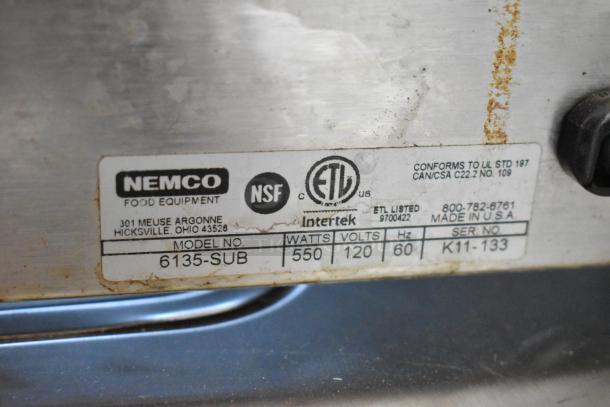 NEMCO
FOOD EQUIPMENT
301 MEUSE ARGONNE
HICKSVILLE, OHIO 43526
NSF
C ETL US
Intertek
ETL LISTED
9700422
CONFORMS TO UL STD 197
CAN/CSA C22.2 NO. 109
800-782-6761
MADE IN U.S.A.
MODEL NO. WATTS VOLTS Hz SER. NO.
6135-SUB 550 120 60 K11-133